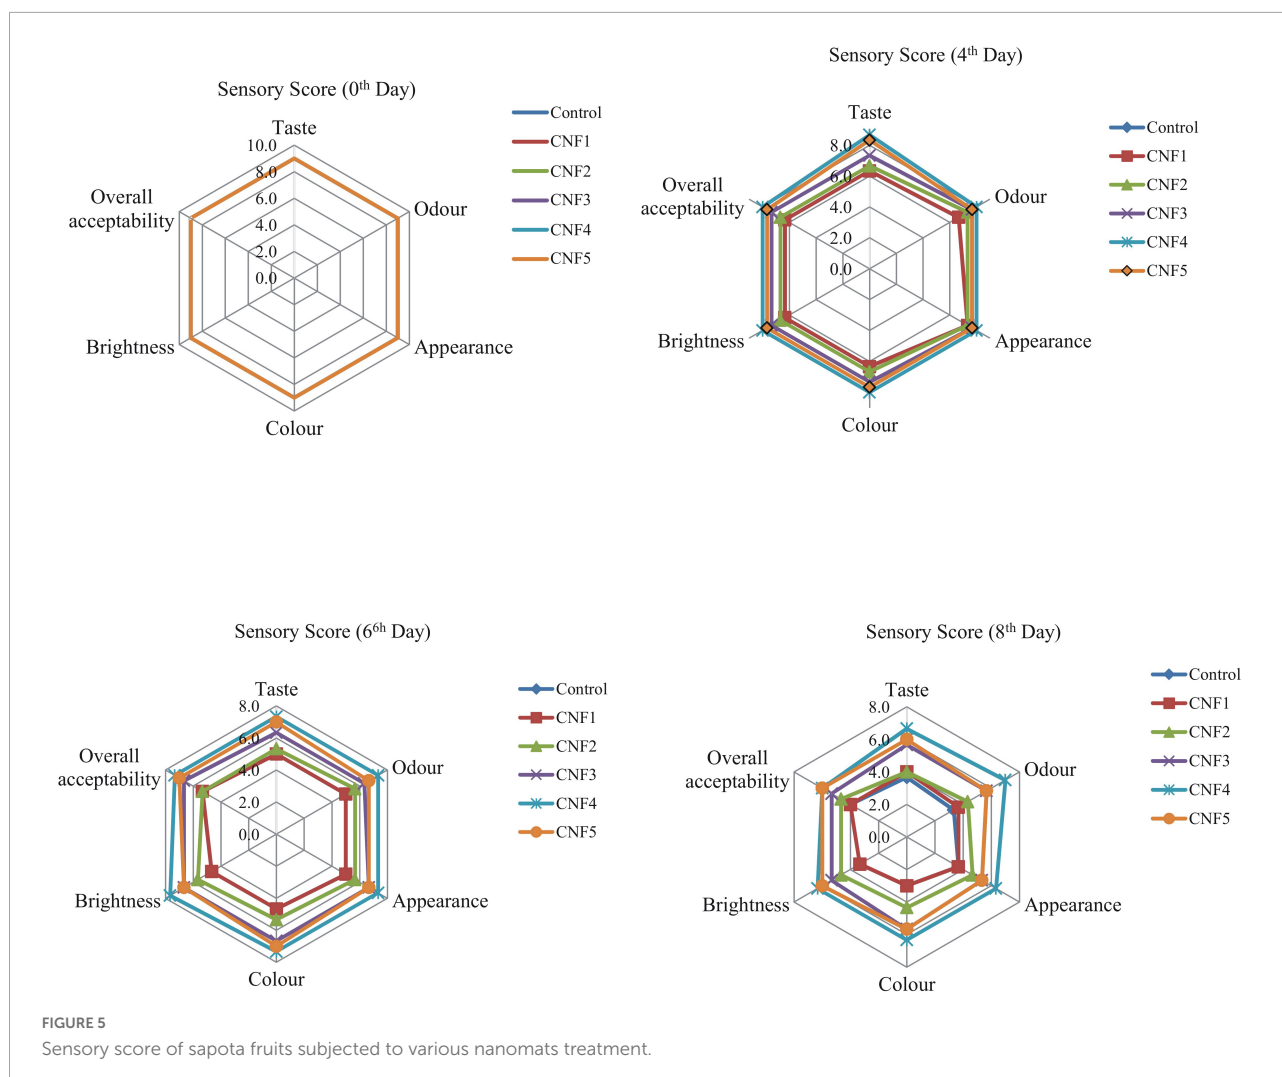 Sensory Score (0th Day)
Taste
10.0
8.0
6.0
4.0
2.0
0.0
Overall
acceptability
Odour
Brightness
Appearance
Colour
Control
CNF1
CNF2
CNF3
CNF4
CNF5
Sensory Score (4th Day)
Taste
8.0
6.0
4.0
2.0
0.0
Overall
acceptability
Odour
Brightness
Appearance
Colour
Control
CNF1
CNF2
CNF3
CNF4
CNF5
Sensory Score (66h Day)
Taste
8.0
6.0
4.0
2.0
0.0
Overall
acceptability
Odour
Brightness
Appearance
Colour
Control
CNF1
CNF2
CNF3
CNF4
CNF5
Sensory Score (8th Day)
Taste
8.0
6.0
4.0
2.0
0.0
Overall
acceptability
Odour
Brightness
Appearance
Colour
Control
CNF1
CNF2
CNF3
CNF4
CNF5
FIGURE 5
Sensory score of sapota fruits subjected to various nanomats treatment.